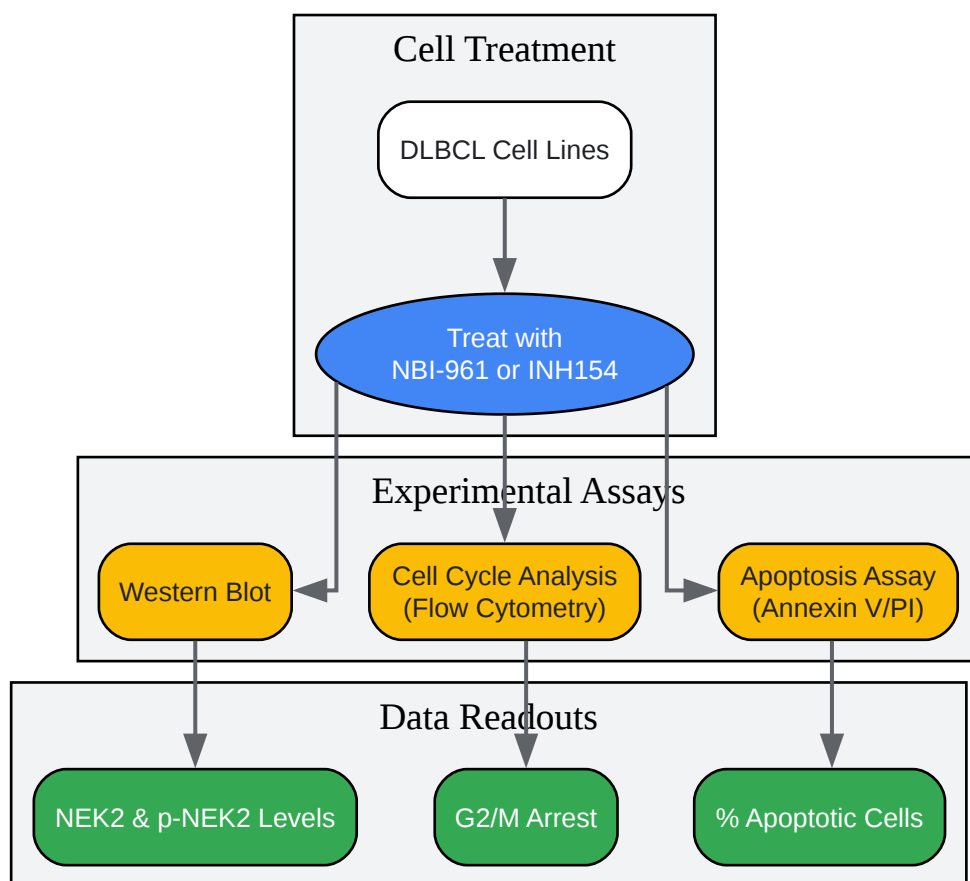 Cell Treatment
DLBCL Cell Lines
Treat with
NBI-961 or INH154
Experimental Assays
Western Blot
Cell Cycle Analysis
(Flow Cytometry)
Apoptosis Assay
(Annexin V/PI)
Data Readouts
NEK2 & p-NEK2 Levels
G2/M Arrest
% Apoptotic Cells